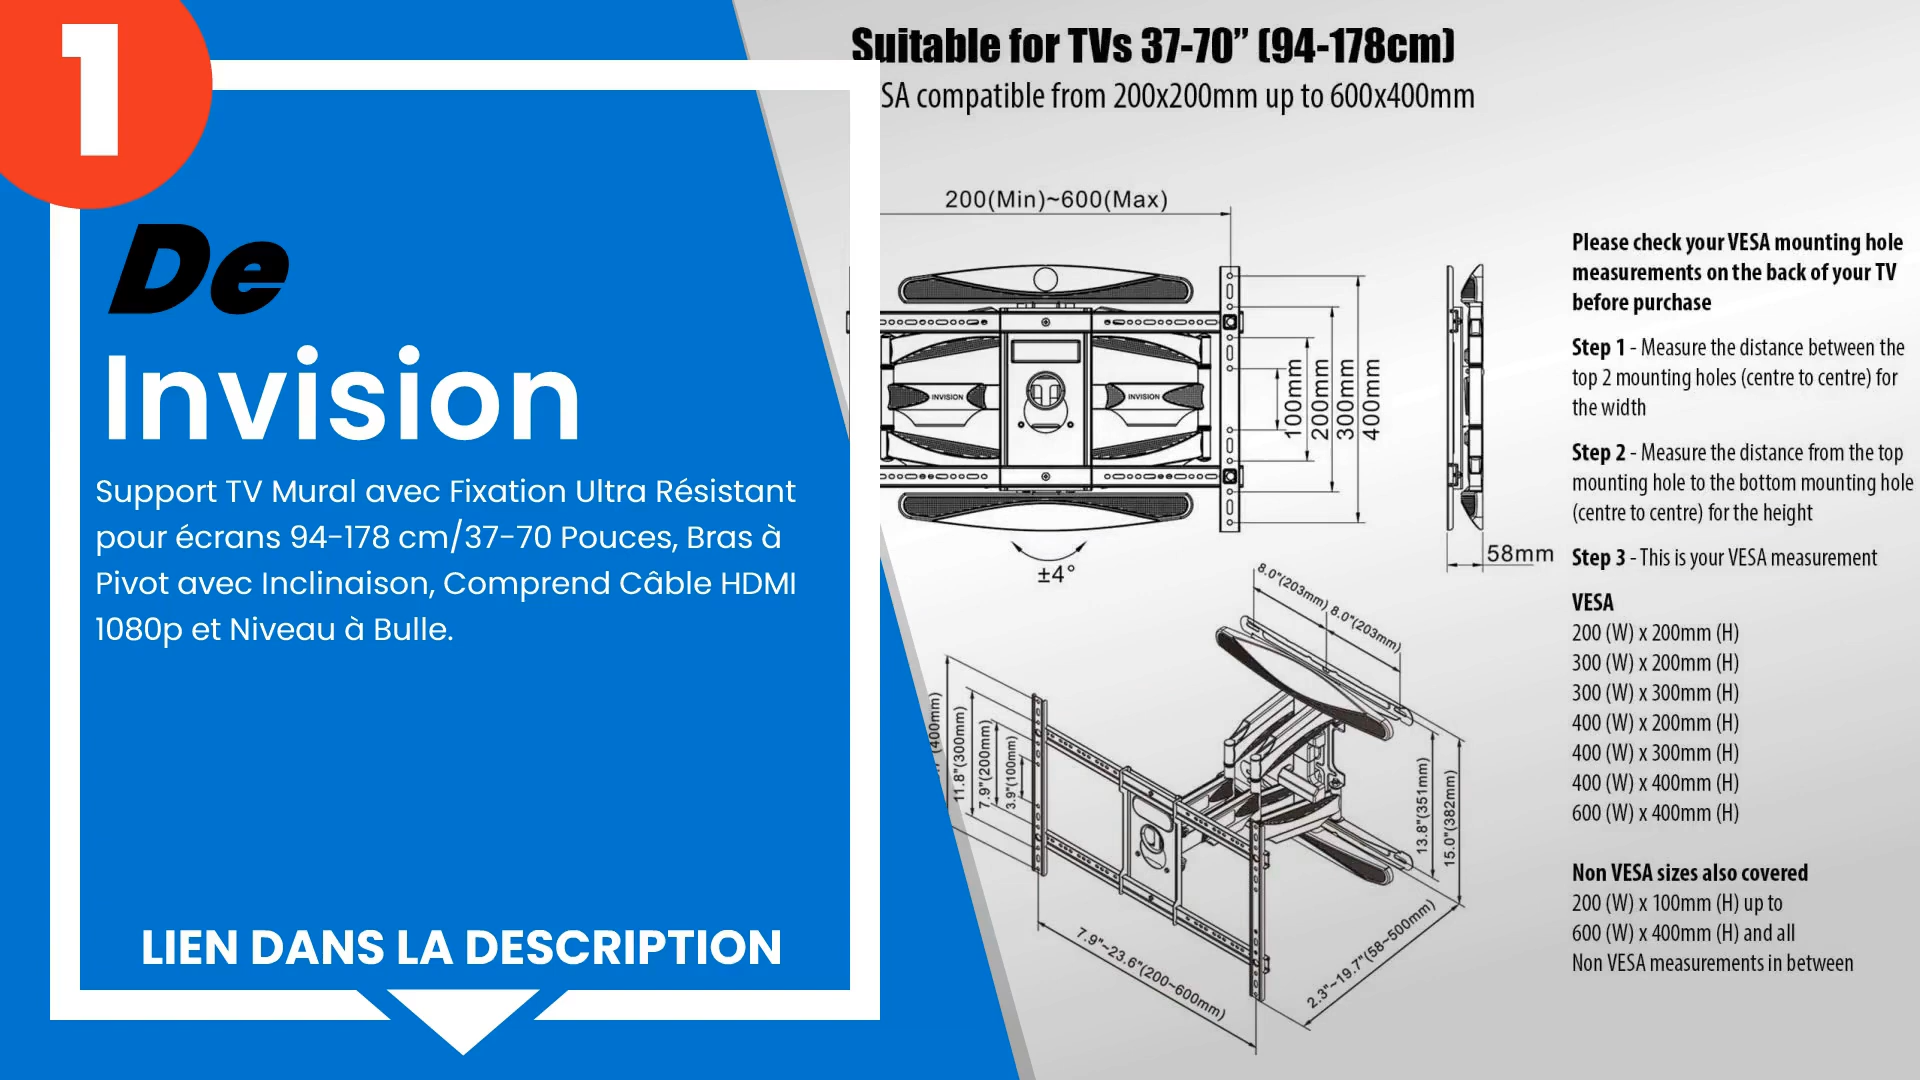 1
De
Invision
Support TV Mural avec Fixation Ultra Résistant
pour écrans 94-178 cm/37-70 Pouces, Bras à
Pivot avec Inclinaison, Comprend Câble HDMI
1080p et Niveau à Bulle.
LIEN DANS LA DESCRIPTION
Suitable for TVs 37-70” (94-178cm)
SA compatible from 200x200mm up to 600x400mm
200(Min)~600(Max)
INVISION
INVISION
100mm
200mm
300mm
400mm
±4°
58mm
8.0"(203mm)
8.0"(203mm)
(400mm)
11.8"(300mm)
7.9"(200mm)
3.9"(100mm)
13.8"(351mm)
15.0"(382mm)
7.9"~23.6"(200~600mm)
2.3"~19.7"(58~500mm)
Please check your VESA mounting hole
measurements on the back of your TV
before purchase
Step 1 - Measure the distance between the
top 2 mounting holes (centre to centre) for
the width
Step 2 - Measure the distance from the top
mounting hole to the bottom mounting hole
(centre to centre) for the height
Step 3 - This is your VESA measurement
VESA
200 (W) x 200mm (H)
300 (W) x 200mm (H)
300 (W) x 300mm (H)
400 (W) x 200mm (H)
400 (W) x 300mm (H)
400 (W) x 400mm (H)
600 (W) x 400mm (H)
Non VESA sizes also covered
200 (W) x 100mm (H) up to
600 (W) x 400mm (H) and all
Non VESA measurements in between